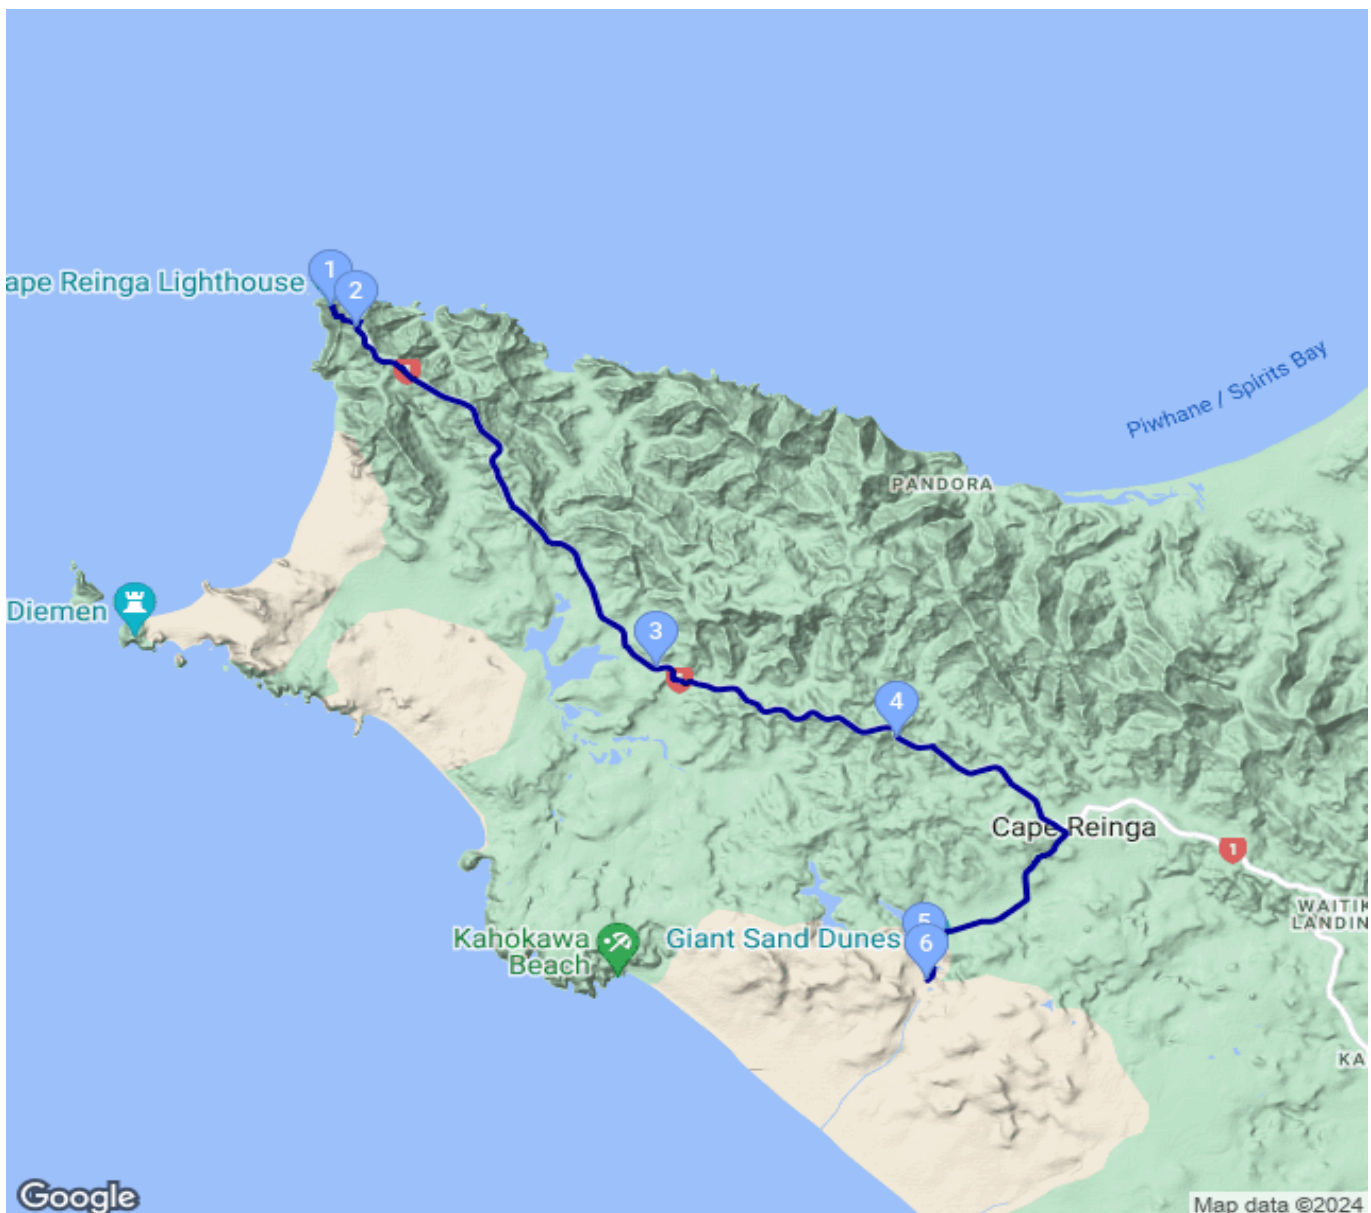 1
ape Reinga Lighthouse
2
Piwhane / Spirits Bay
PANDORA
Diemen
3
4
Cape Reinga
1
WAITIK
LANDIN
5
Kahokawa
Beach
Giant Sand Dunes
6
KA
Google
Map data ©2024